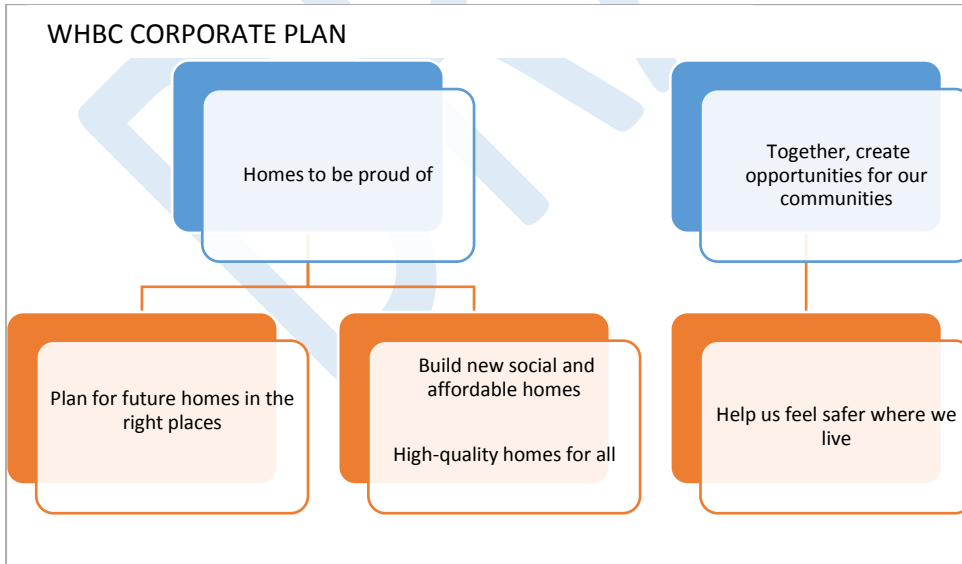 WHBC CORPORATE PLAN
Homes to be proud of
Together, create
opportunities for our
communities
Plan for future homes in the
right places
Build new social and
affordable homes
High-quality homes for all
Help us feel safer where we
live